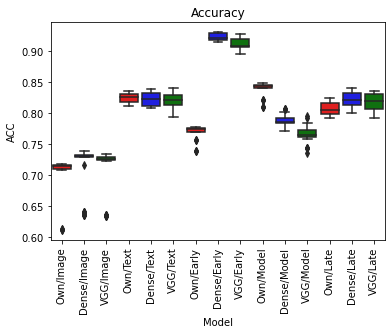 Accuracy
ACC
0.90
0.85
0.80
0.75
0.70
0.65
0.60
Own/Image
Dense/Image
VGG/Image
Own/Text
Dense/Text
VGG/Text
Own/Early
Dense/Early
VGG/Early
Own/Model
Dense/Model
VGG/Model
Own/Late
Dense/Late
VGG/Late
Model